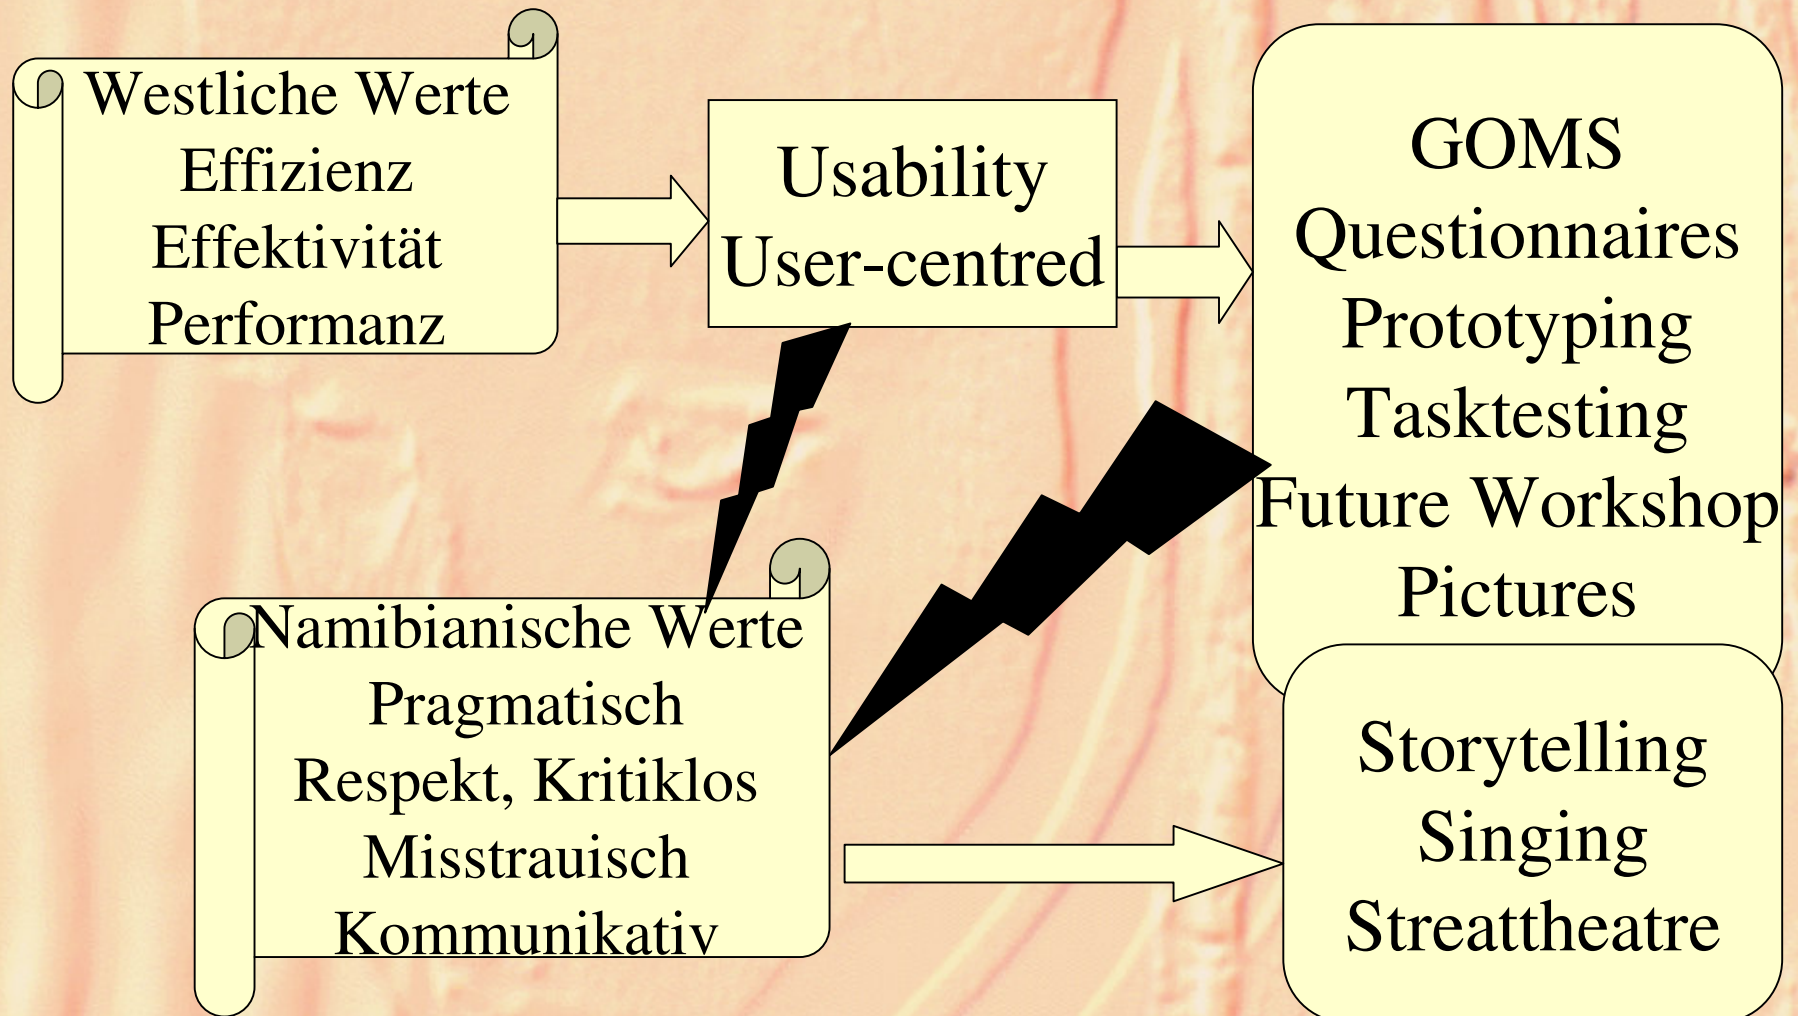 Westliche Werte
Effizienz
Effektivität
Performanz
Usability
User-centred
GOMS
Questionnaires
Prototyping
Tasktesting
Future Workshop
Pictures
Namibianische Werte
Pragmatisch
Respekt, Kritiklos
Misstrauisch
Kommunikativ
Storytelling
Singing
Streattheatre